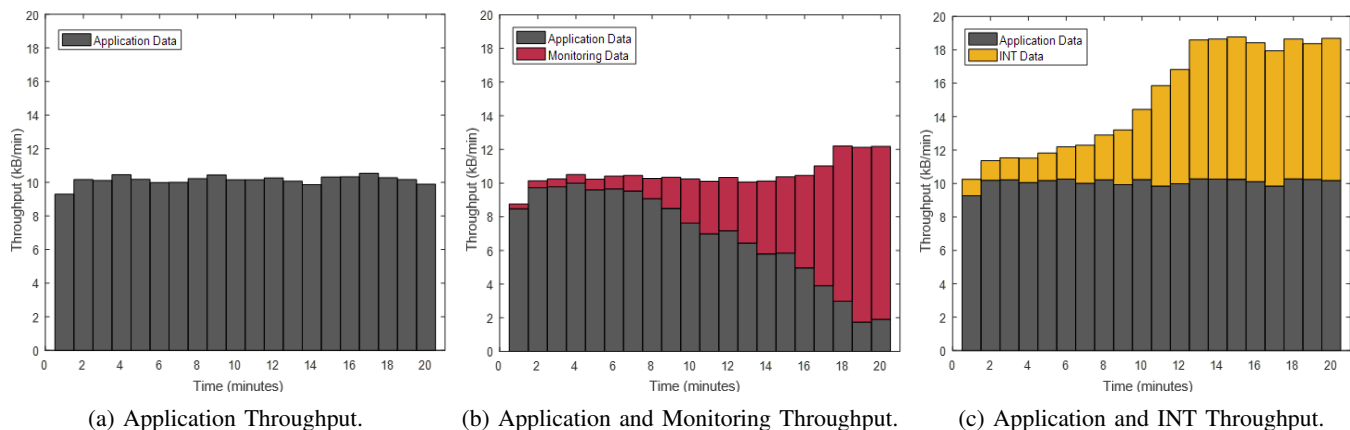 20
18
16
14
12
10
8
6
4
2
0
Throughput (kB/min)
Application Data
0 2 4 6 8 10 12 14 16 18 20
Time (minutes)
(a) Application Throughput.
20
18
16
14
12
10
8
6
4
2
0
Throughput (kB/min)
Application Data
Monitoring Data
0 2 4 6 8 10 12 14 16 18 20
Time (minutes)
(b) Application and Monitoring Throughput.
20
18
16
14
12
10
8
6
4
2
0
Throughput (kB/min)
Application Data
INT Data
0 2 4 6 8 10 12 14 16 18 20
Time (minutes)
(c) Application and INT Throughput.